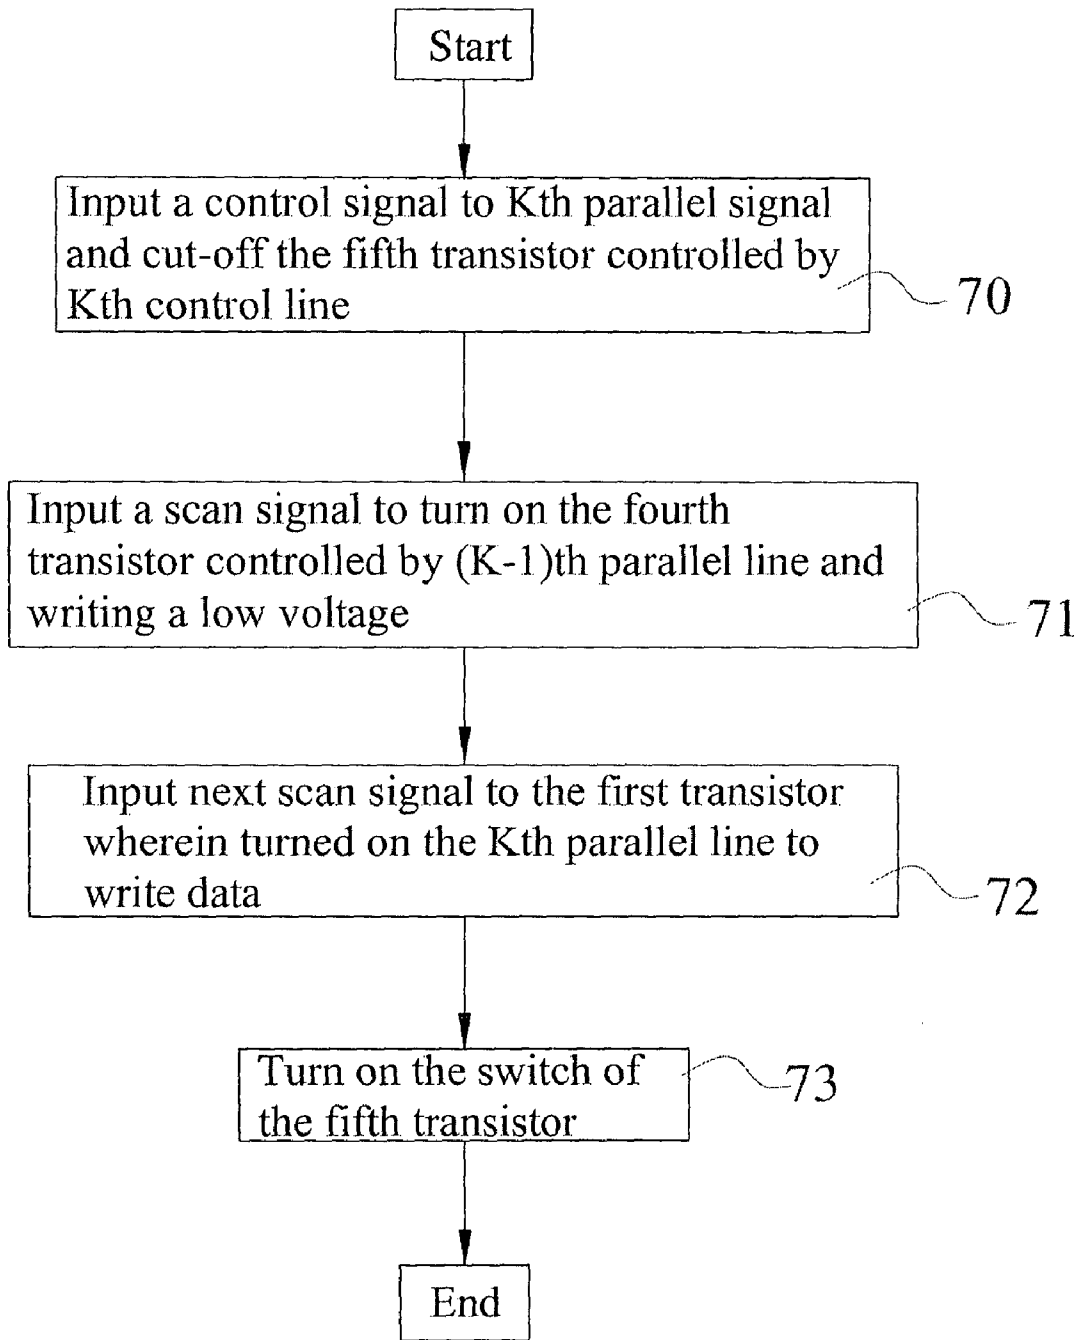 Start
Input a control signal to Kth parallel signal
and cut-off the fifth transistor controlled by
Kth control line
70
Input a scan signal to turn on the fourth
transistor controlled by (K-1)th parallel line and
writing a low voltage
71
Input next scan signal to the first transistor
wherein turned on the Kth parallel line to
write data
72
Turn on the switch of
the fifth transistor
73
End